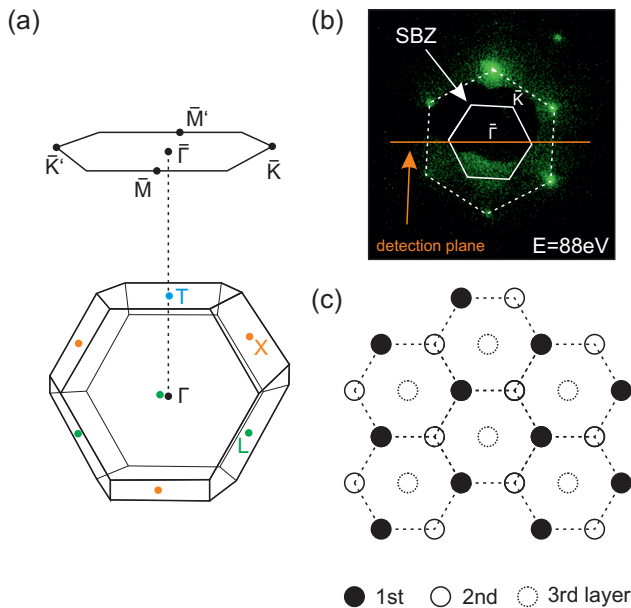 (a)
M̄‘
Γ̄
K̄‘
M̄
K̄
T
X
Γ
L
(b)
SBZ
K̄
Γ̄
detection plane
E=88eV
(c)
1st 2nd 3rd layer